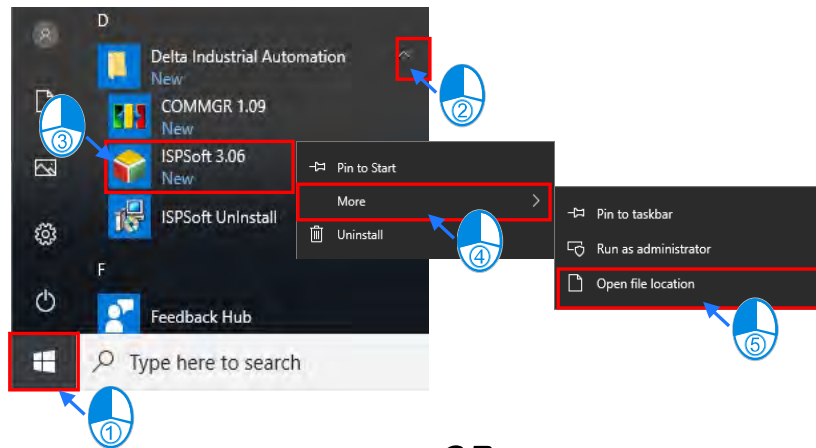 D
Delta Industrial Automation
New
②
COMMGR 1.09
New
③
ISPSoft 3.06
New
Pin to Start
More
④
Uninstall
ISPSoft UnInstall
Pin to taskbar
Run as administrator
Open file location
⑤
F
Feedback Hub
Type here to search
①